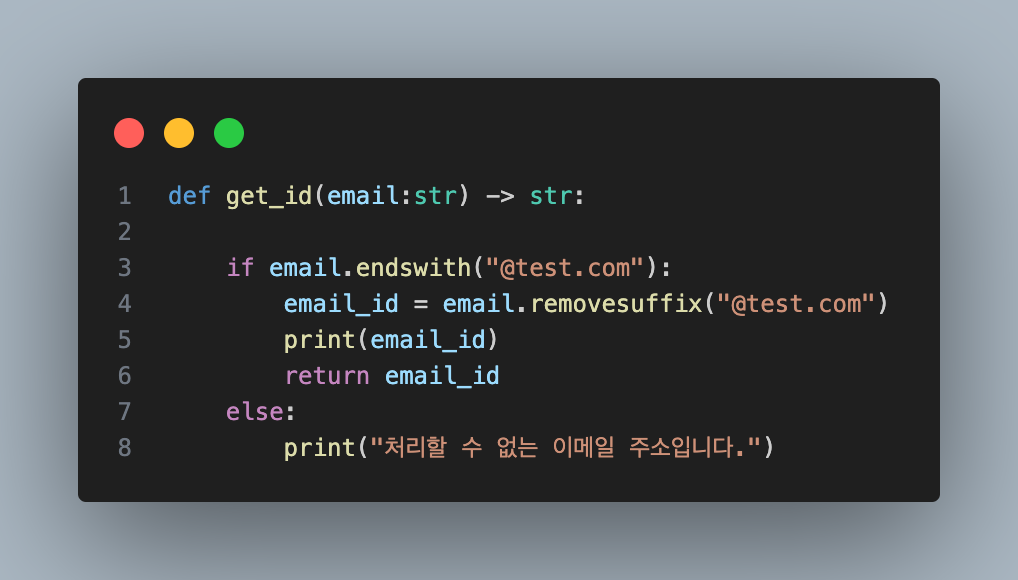 1 def get_id(email:str) -> str:
2
3     if email.endswith("@test.com"):
4         email_id = email.removesuffix("@test.com")
5         print(email_id)
6         return email_id
7     else:
8         print("처리할 수 없는 이메일 주소입니다.")